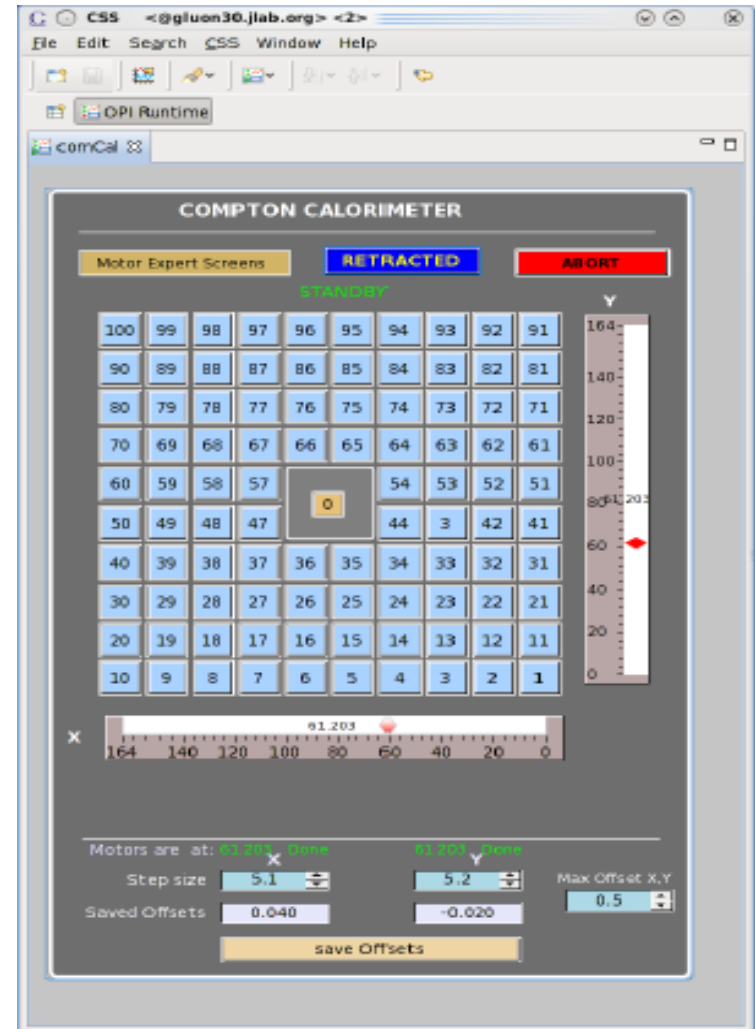 CSS <@gluon30.jlab.org> <2>
File Edit Search CSS Window Help
OPI Runtime
comCal
COMPTON CALORIMETER
Motor Expert Screens RETRACTED ABORT
STANDBY
Y
100 99 98 97 96 95 94 93 92 91
164
90 89 88 87 86 85 84 83 82 81
140
80 79 78 77 76 75 74 73 72 71
120
70 69 68 67 66 65 64 63 62 61
100
60 59 58 57 0 54 53 52 51
80 61.203
50 49 48 47 44 3 42 41
60
40 39 38 37 36 35 34 33 32 31
40
30 29 28 27 26 25 24 23 22 21
20
20 19 18 17 16 15 14 13 12 11
10 9 8 7 6 5 4 3 2 1
0
61.203
X
164 140 120 100 80 60 40 20 0
Motors are at: 61.203 Done 61.203 Done
X Y
Step size 5.1 5.2 Max Offset X,Y
0.5
Saved Offsets 0.040 -0.020
save Offsets